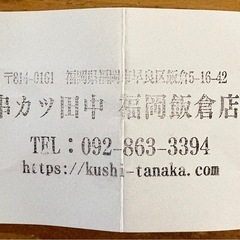 〒814-0161 福岡県福岡市早良区飯倉5-16-42
串カツ田中 福岡飯倉店
TEL：092-863-3394
https://kushi-tanaka.com